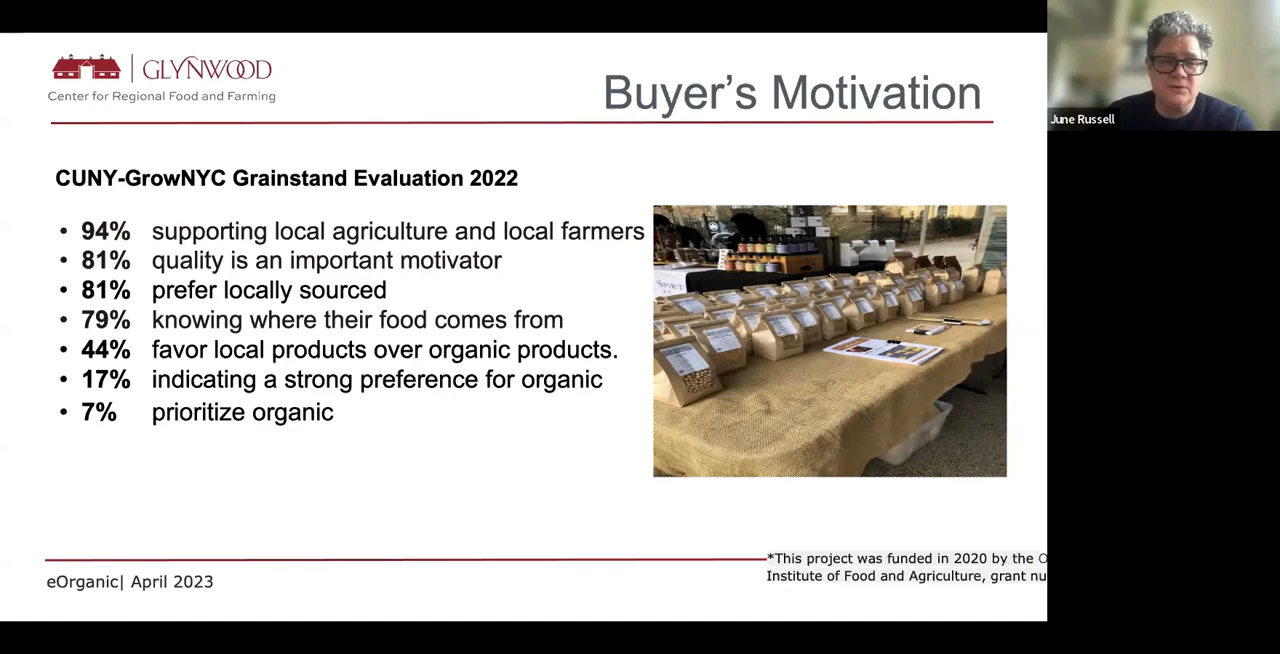 GLYNWOOD
Center for Regional Food and Farming
Buyer's Motivation
June Russell
CUNY-GrowNYC Grainstand Evaluation 2022
• 94% supporting local agriculture and local farmers
• 81% quality is an important motivator
• 81% prefer locally sourced
• 79% knowing where their food comes from
• 44% favor local products over organic products.
• 17% indicating a strong preference for organic
• 7% prioritize organic
SPIRIT
*This project was funded in 2020 by the O
Institute of Food and Agriculture, grant nu
eOrganic| April 2023